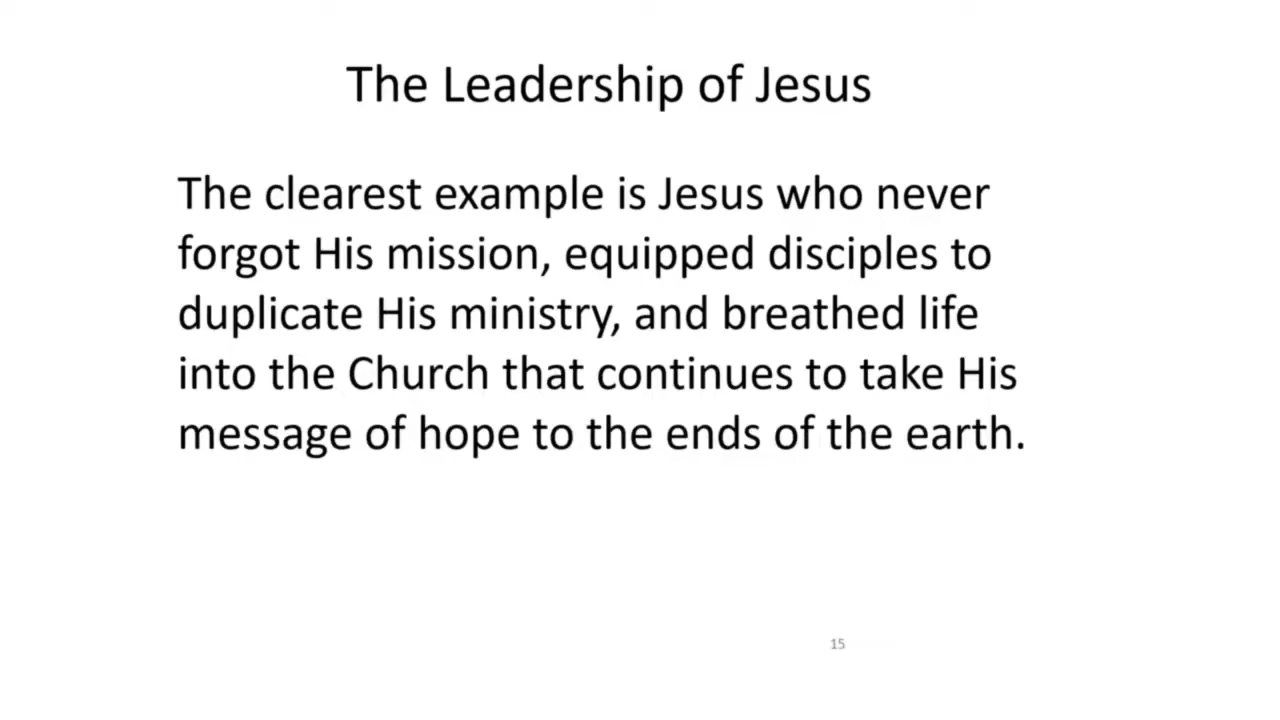 The Leadership of Jesus
The clearest example is Jesus who never
forgot His mission, equipped disciples to
duplicate His ministry, and breathed life
into the Church that continues to take His
message of hope to the ends of the earth.
15